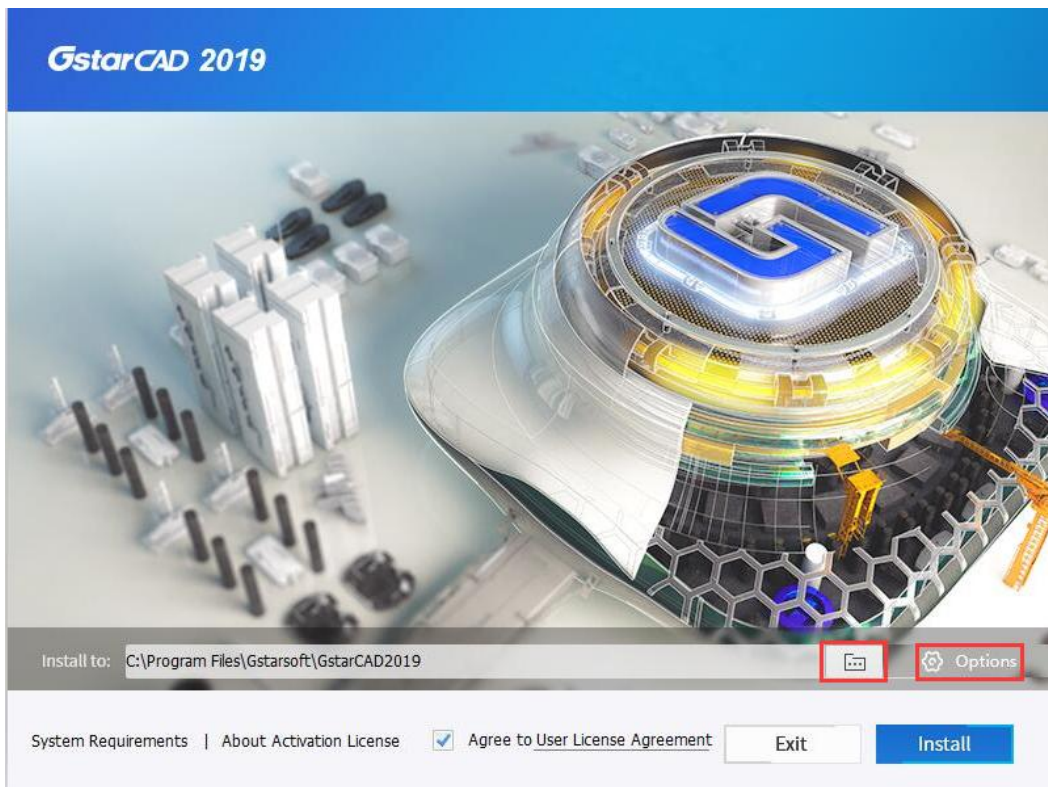 GstarCAD 2019
Install to: C:\Program Files\Gstarsoft\GstarCAD2019 Options
System Requirements | About Activation License Agree to User License Agreement Exit Install